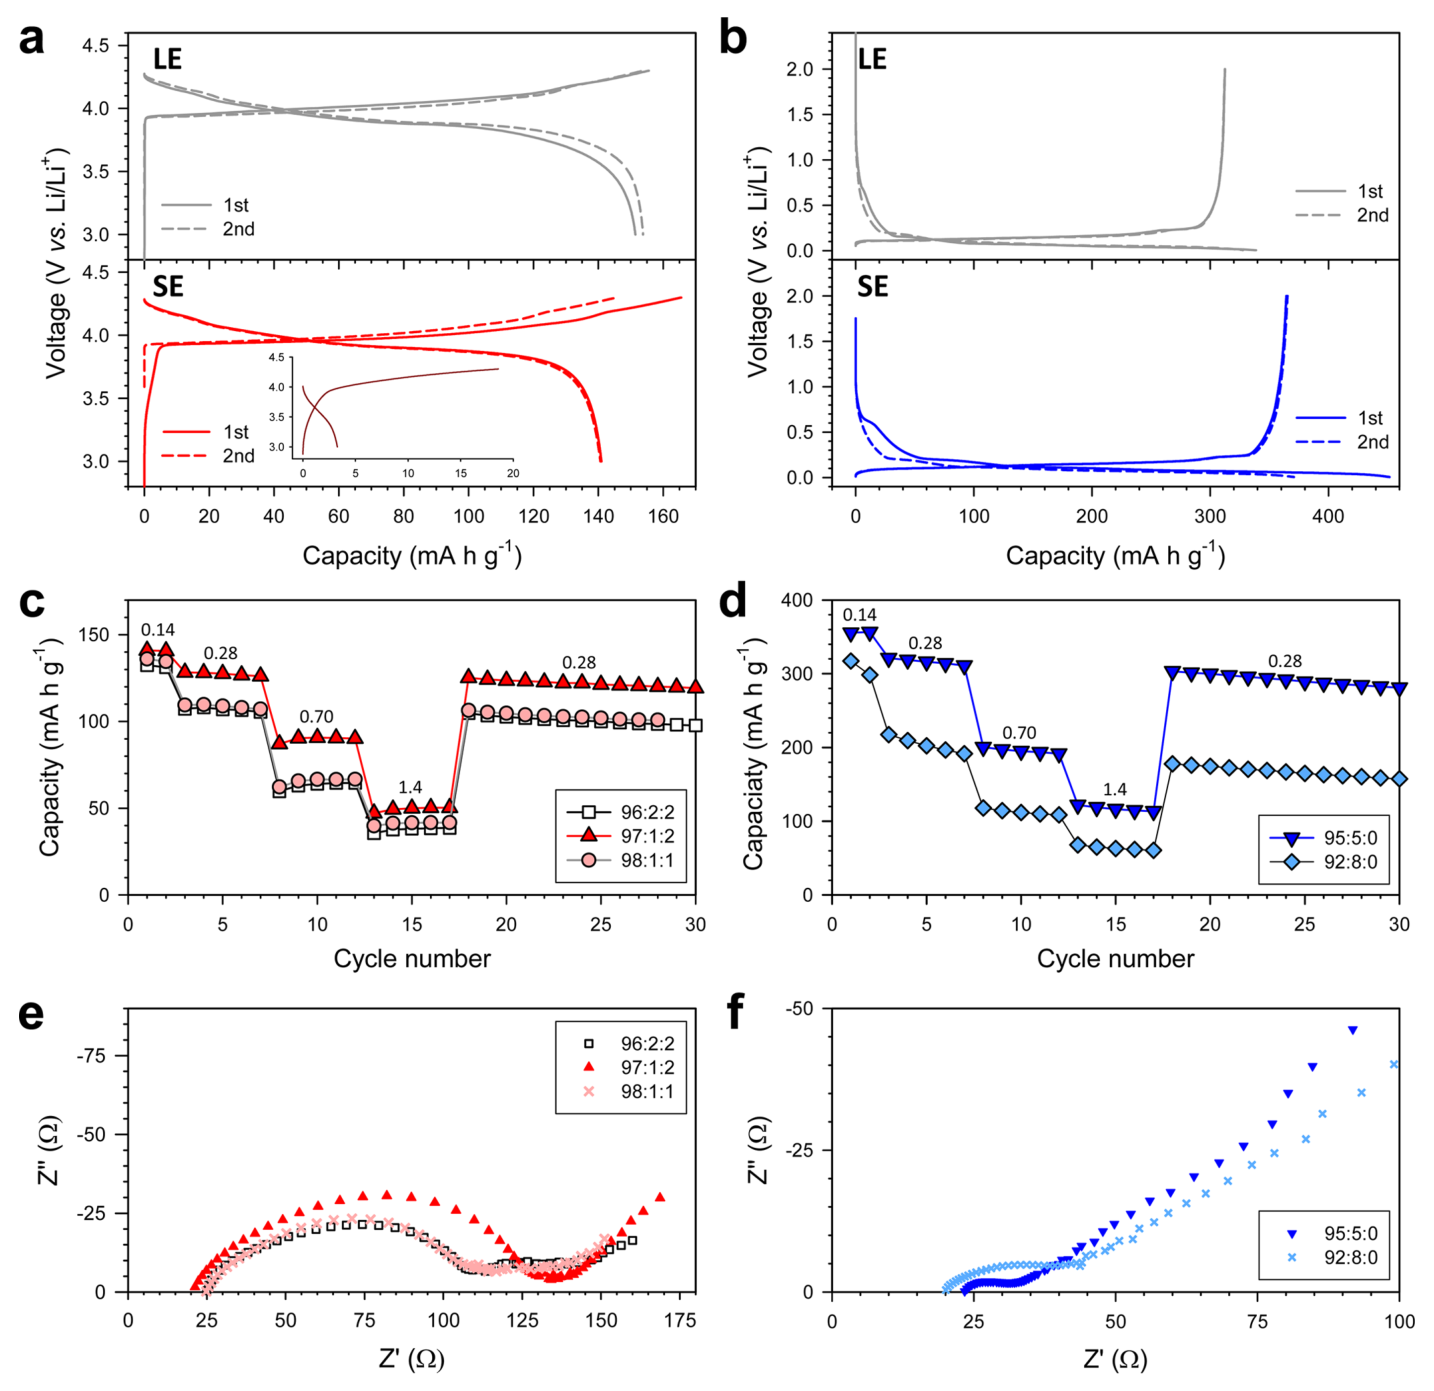 a
LE
4.5
4.0
3.5
3.0
1st
2nd
SE
4.5
4.0
3.5
3.0
1st
2nd
4.5
4.0
3.5
3.0
0 5 10 15 20
0 20 40 60 80 100 120 140 160
Voltage (V vs. Li/Li+)
Capacity (mA h g-1)
b
LE
2.0
1.5
1.0
0.5
0.0
1st
2nd
SE
2.0
1.5
1.0
0.5
0.0
1st
2nd
0 100 200 300 400
Voltage (V vs. Li/Li+)
Capacity (mA h g-1)
c
150
100
50
0
0.14
0.28
0.70
1.4
0.28
96:2:2
97:1:2
98:1:1
0 5 10 15 20 25 30
Capacity (mA h g-1)
Cycle number
d
400
300
200
100
0
0.14
0.28
0.70
1.4
0.28
95:5:0
92:8:0
0 5 10 15 20 25 30
Capaciaty (mA h g-1)
Cycle number
e
-75
-50
-25
0
96:2:2
97:1:2
98:1:1
0 25 50 75 100 125 150 175
Z'' (Ω)
Z' (Ω)
f
-50
-25
0
95:5:0
92:8:0
0 25 50 75 100
Z'' (Ω)
Z' (Ω)